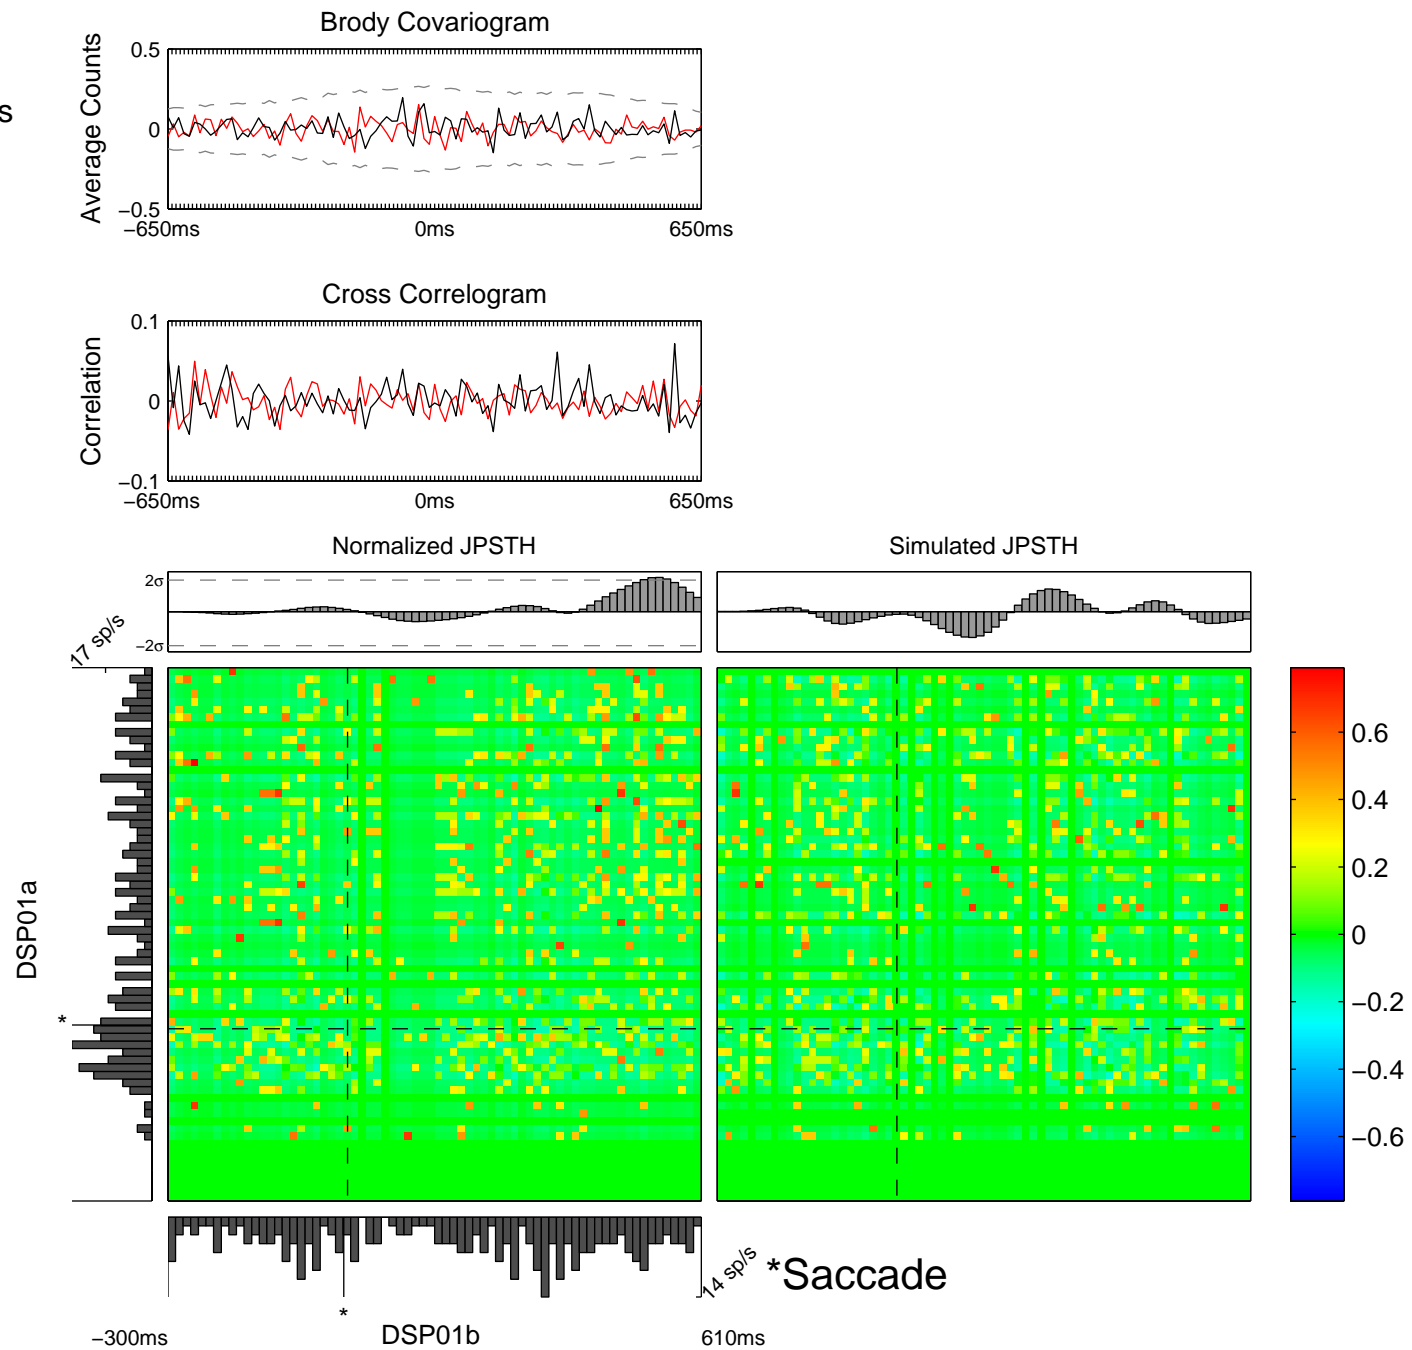 Brody Covariogram
s
Average Counts
0.5
0
−0.5
−650ms 0ms 650ms
Cross Correlogram
Correlation
0.1
0
−0.1
−650ms 0ms 650ms
Normalized JPSTH Simulated JPSTH
2σ
−2σ
17 sp/s
DSP01a
*
0.6
0.4
0.2
0
−0.2
−0.4
−0.6
14 sp/s
*Saccade
*
−300ms DSP01b 610ms